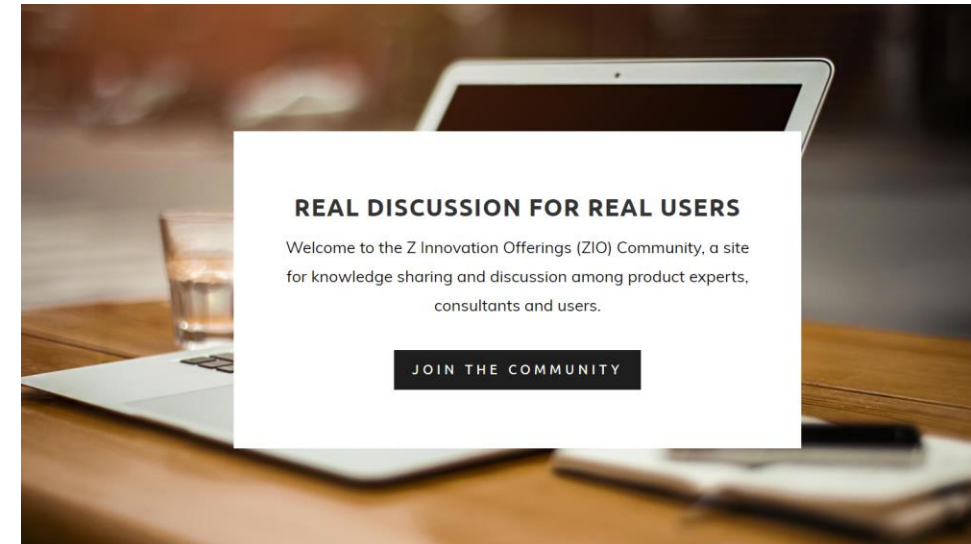 REAL DISCUSSION FOR REAL USERS
Welcome to the Z Innovation Offerings (ZIO) Community, a site
for knowledge sharing and discussion among product experts,
consultants and users.
JOIN THE COMMUNITY